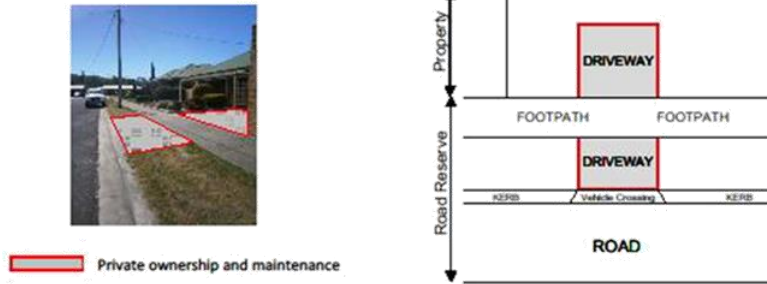 Private ownership and maintenance
Property
DRIVEWAY
FOOTPATH FOOTPATH
DRIVEWAY
Road Reserve
KERB Vehicle Crossing KERB
ROAD